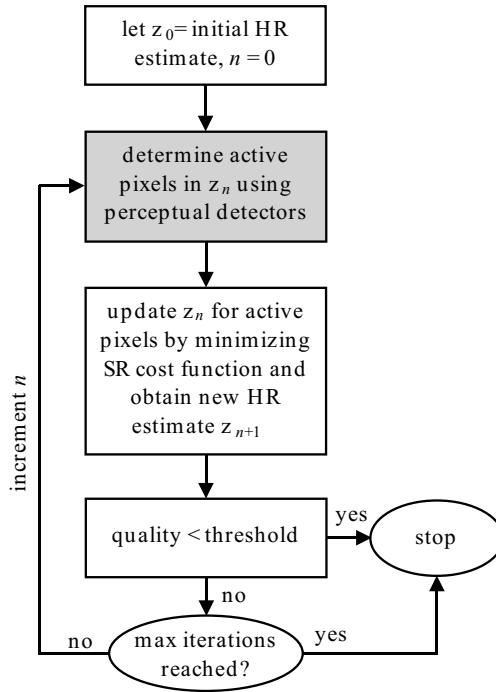 let z0= initial HR
estimate, n = 0
determine active
pixels in zn using
perceptual detectors
update zn for active
pixels by minimizing
SR cost function and
obtain new HR
estimate zn+1
increment n
quality < threshold
yes
stop
no
max iterations
reached?
no
yes